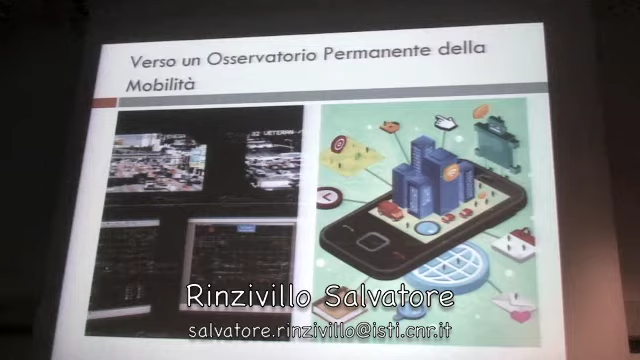 Verso un Osservatorio Permanente della
Mobilità
Rinzivillo Salvatore
salvatore.rinzivillo@isti.cnr.it